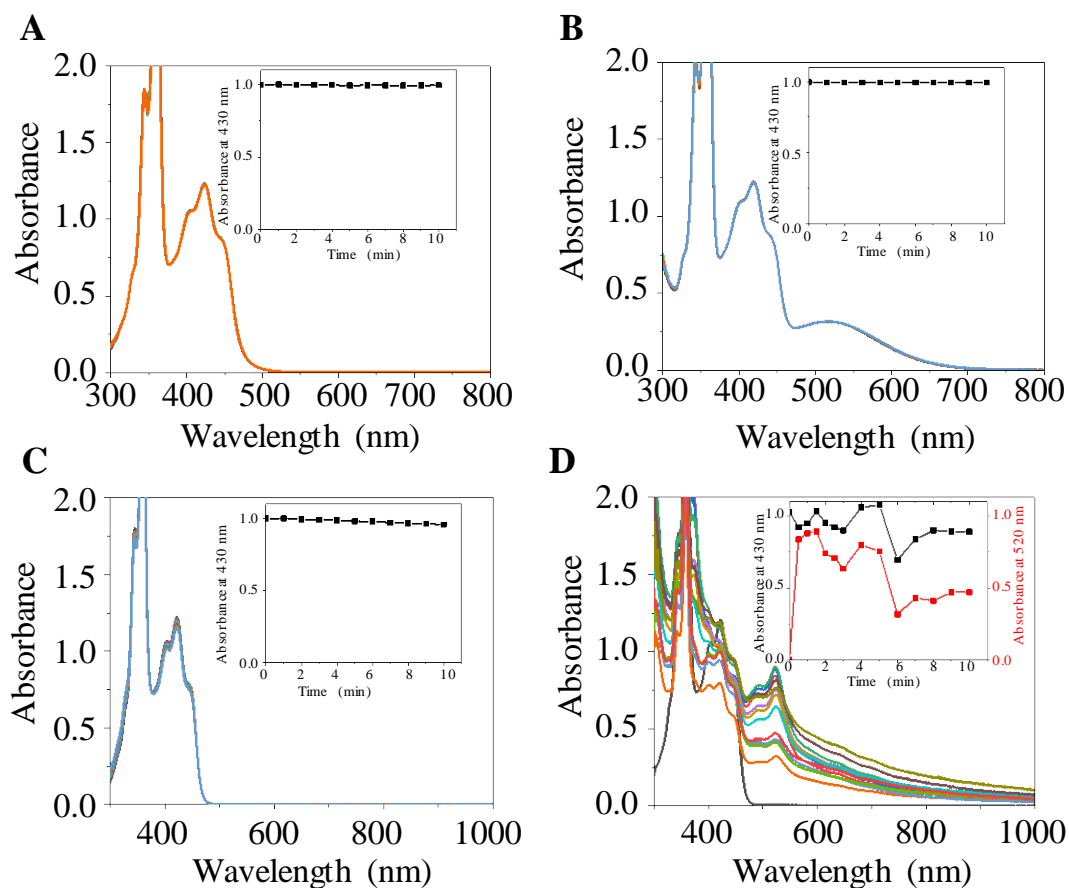 A
2.0
1.5
1.0
0.5
0.0
300 400 500 600 700 800
Absorbance
Wavelength (nm)
1.0
0.5
0.0
0 2 4 6 8 10
Absorbance at 430 nm
Time (min)
B
2.0
1.5
1.0
0.5
0.0
300 400 500 600 700 800
Absorbance
Wavelength (nm)
1.0
0.5
0.0
0 2 4 6 8 10
Absorbance at 430 nm
Time (min)
C
2.0
1.5
1.0
0.5
0.0
400 600 800 1000
Absorbance
Wavelength (nm)
1.0
0.5
0.0
0 2 4 6 8 10
Absorbance at 430 nm
Time (min)
D
2.0
1.5
1.0
0.5
0.0
400 600 800 1000
Absorbance
Wavelength (nm)
1.0
0.5
0.0
0 2 4 6 8 10
Absorbance at 430 nm
Time (min)
1.0
0.5
0.0
Absorbance at 520 nm